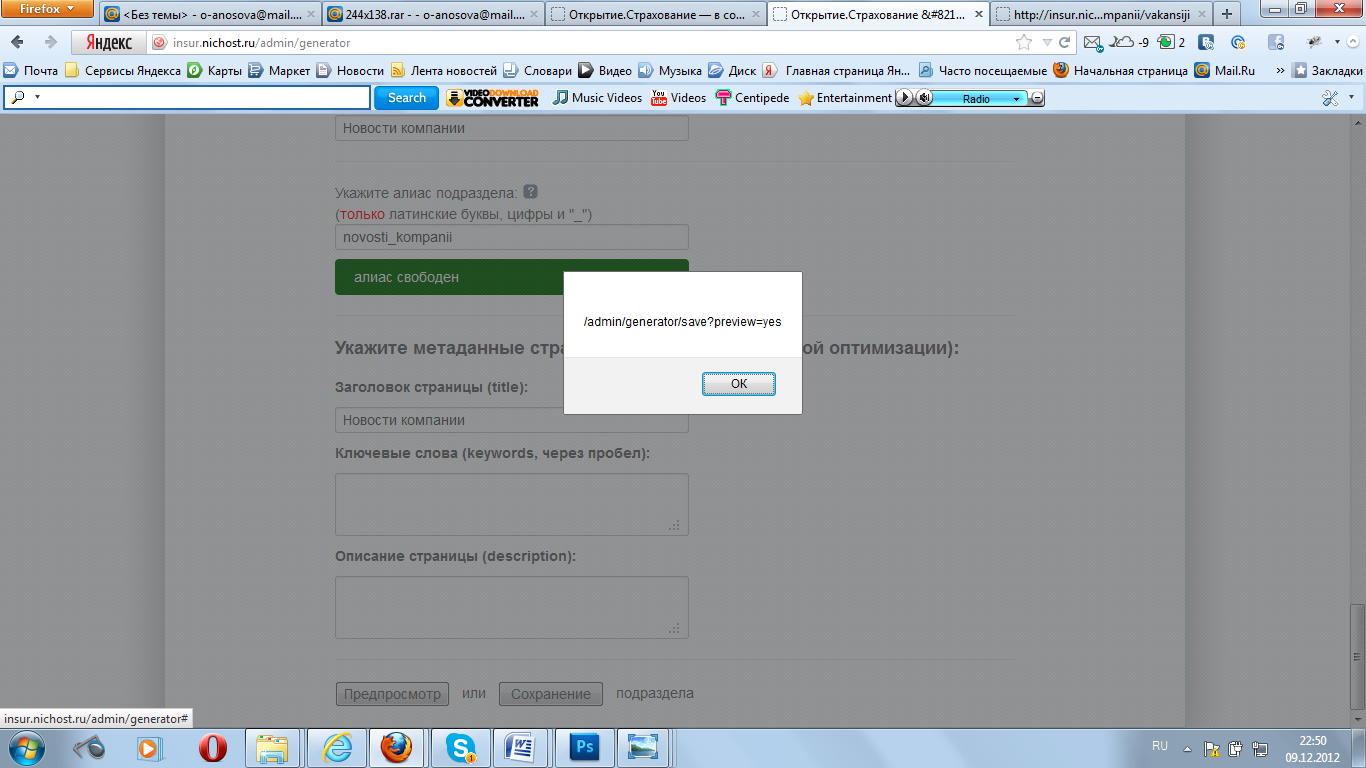 Firefox
<Без темы> - o-anosova@mail....
244x138.rar - - o-anosova@mail....
Открытие.Страхование — в со...
Открытие.Страхование &#821...
http://insur.nic...mpanii/vakansiji
Яндекс
insur.nichost.ru/admin/generator
-9
2
Почта
Сервисы Яндекса
Карты
Маркет
Новости
Лента новостей
Словари
Видео
Музыка
Диск
Главная страница Ян...
Часто посещаемые
Начальная страница
Mail.Ru
»
Закладки
Search
VIDEO DOWNLOAD CONVERTER
Music Videos
Videos
Centipede
Entertainment
Radio
Новости компании
Укажите алиас подраздела: ?
(только латинские буквы, цифры и "_")
novosti_kompanii
алиас свободен
/admin/generator/save?preview=yes
OK
Укажите метаданные стра
ой оптимизации):
Заголовок страницы (title):
Новости компании
Ключевые слова (keywords, через пробел):
Описание страницы (description):
Предпросмотр или Сохранение подраздела
insur.nichost.ru/admin/generator#
RU
22:50
09.12.2012